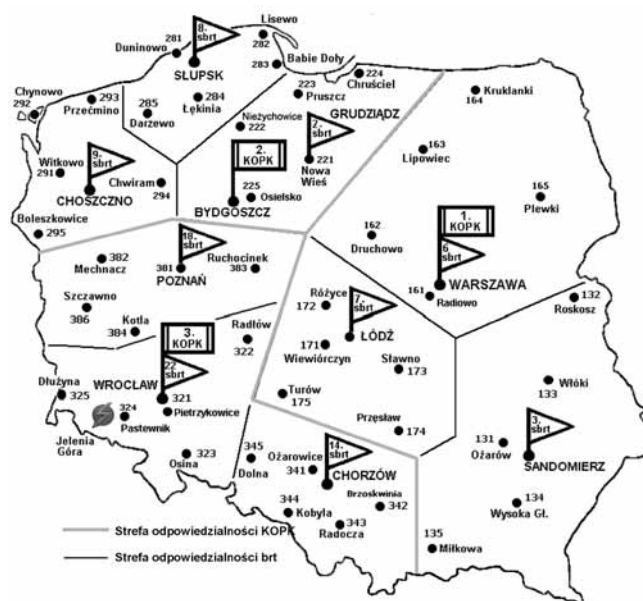 Lisewo
282
8.
sbrt
Duninowo
281
SŁUPSK
Babie Doły
283
224
Chruściel
Chynowo
292
293
Przećmino
285
Darzewo
284
Łękinia
223
Pruszcz
GRUDZIĄDZ
164
Kruklanki
Nieżychowice
222
2.
sbrt
221
Nowa
Wieś
163
Lipowiec
9.
sbrt
Witkowo
291
CHOSZCZNO
Chwiram
294
2.
KOPK
225
Osielsko
BYDGOSZCZ
165
Plewki
Boleszkowice
295
162
Druchowo
1.
KOPK
6
sbrt
WARSZAWA
161
Radiowo
382
Mechnacz
18.
sbrt
381
POZNAŃ
Ruchocinek
383
Szczawno
386
Kotla
384
Różyce
172
7.
sbrt
ŁÓDŹ
171
Wiewiórczyn
132
Roskosz
3.
KOPK
22
sbrt
WROCŁAW
321
Pietrzykowice
Radłów
322
Sławno
173
Dłużyna
325
324
Pastewnik
Jelenia
Góra
Turów
175
Przęsław
174
Włóki
133
3.
sbrt
131
Ożarów
SANDOMIERZ
323
Osina
345
Dolna
Ożarowice
341
14.
sbrt
CHORZÓW
Brzoskwinia
342
344
Kobyla
343
Radocza
134
Wysoka Gł.
135
Miłkowa
Strefa odpowiedzialności KOPK
Strefa odpowiedzialności brt